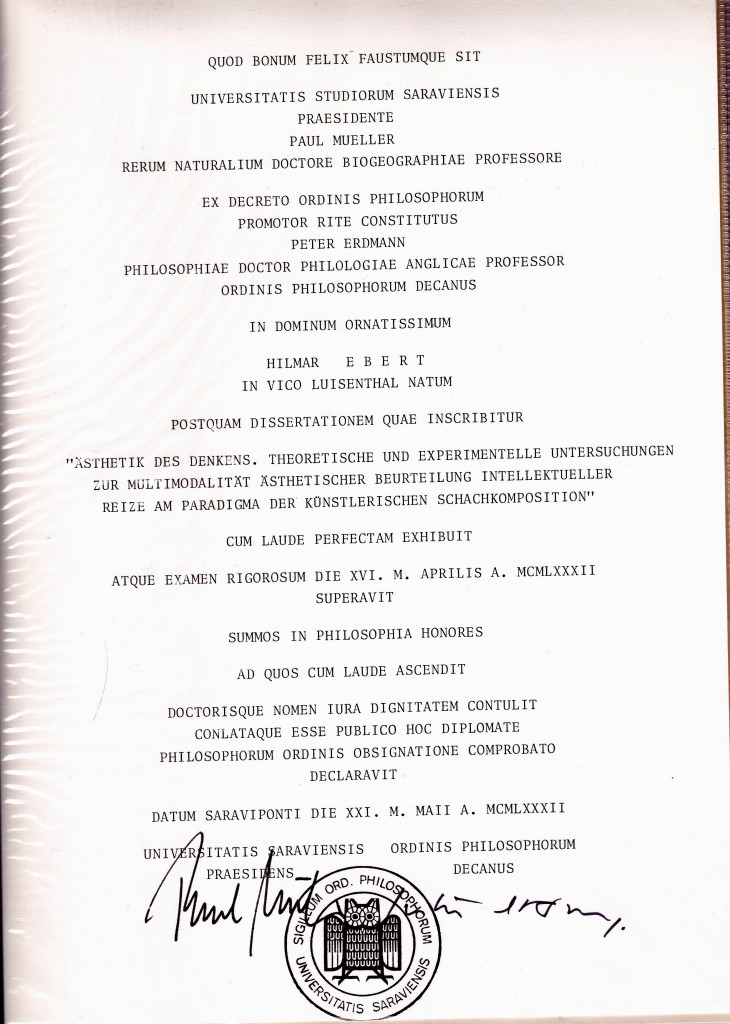 QUOD BONUM FELIX FAUSTUMQUE SIT
UNIVERSITATIS STUDIORUM SARAVIENSIS
PRAESIDENTE
PAUL MUELLER
RERUM NATURALIUM DOCTORE BIOGEOGRAPHIAE PROFESSORE
EX DECRETO ORDINIS PHILOSOPHORUM
PROMOTOR RITE CONSTITUTUS
PETER ERDMANN
PHILOSOPHIAE DOCTOR PHILOLOGIAE ANGLICAE PROFESSOR
ORDINIS PHILOSOPHORUM DECANUS
IN DOMINUM ORNATISSIMUM
HILMAR E B E R T
IN VICO LUISENTHAL NATUM
POSTQUAM DISSERTATIONEM QUAE INSCRIBITUR
"ÄSTHETIK DES DENKENS. THEORETISCHE UND EXPERIMENTELLE UNTERSUCHUNGEN
ZUR MULTIMODALITÄT ÄSTHETISCHER BEURTEILUNG INTELLEKTUELLER
REIZE AM PARADIGMA DER KÜNSTLERISCHEN SCHACHKOMPOSITION"
CUM LAUDE PERFECTAM EXHIBUIT
ATQUE EXAMEN RIGOROSUM DIE XVI. M. APRILIS A. MCMLXXXII
SUPERAVIT
SUMMOS IN PHILOSOPHIA HONORES
AD QUOS CUM LAUDE ASCENDIT
DOCTORISQUE NOMEN IURA DIGNITATEM CONTULIT
CONLATAQUE ESSE PUBLICO HOC DIPLOMATE
PHILOSOPHORUM ORDINIS OBSIGNATIONE COMPROBATO
DECLARAVIT
DATUM SARAVIPONTI DIE XXI. M. MAII A. MCMLXXXII
UNIVERSITATIS SARAVIENSIS ORDINIS PHILOSOPHORUM
PRAESIDENS DECANUS
SIGILLUM ORD. PHILOSOPHORUM
UNIVERSITATIS SARAVIENSIS